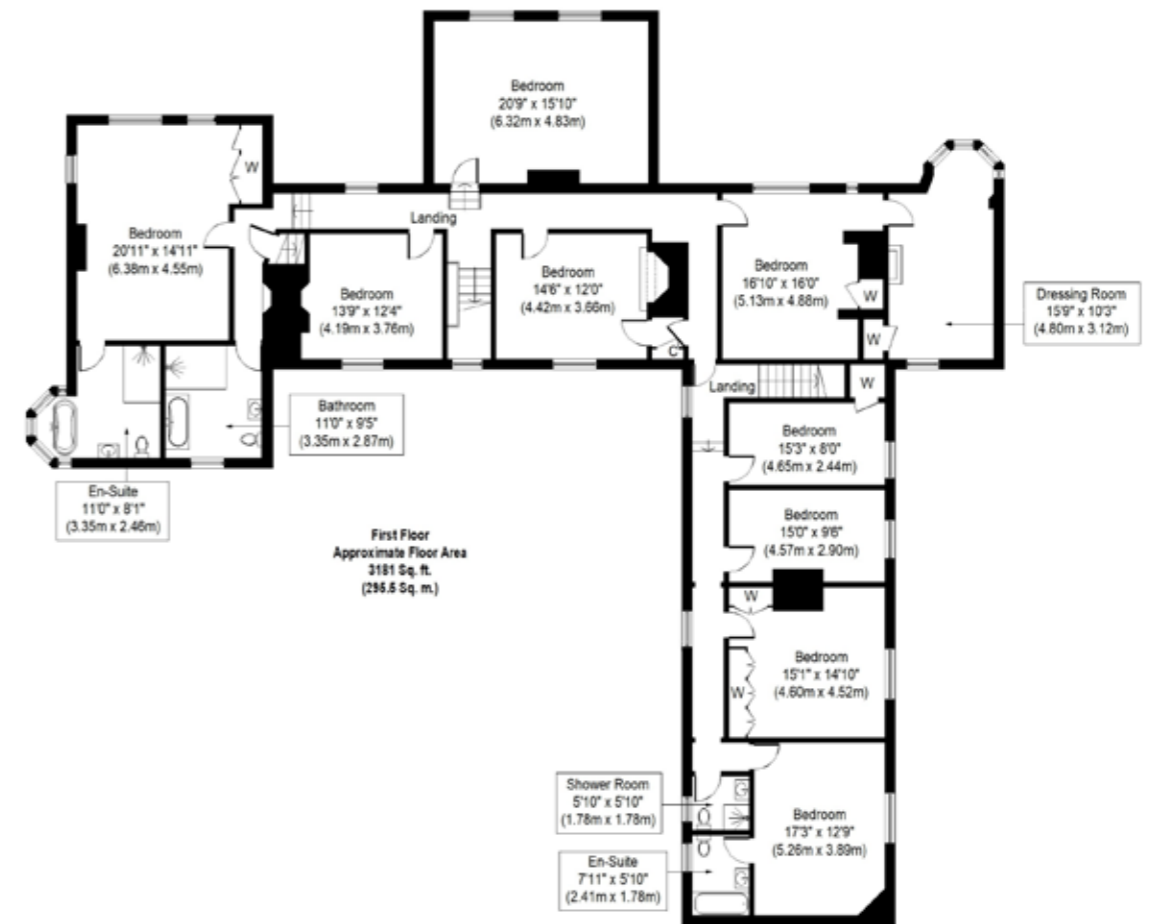 Bedroom
20'9" x 15'10"
(6.32m x 4.83m)
W
Bedroom
20'11" x 14'11"
(6.38m x 4.55m)
Landing
Bedroom
13'9" x 12'4"
(4.19m x 3.76m)
Bedroom
14'6" x 12'0"
(4.42m x 3.66m)
C
Bedroom
16'10" x 16'0"
(5.13m x 4.88m)
W
W
Dressing Room
15'9" x 10'3"
(4.80m x 3.12m)
Bathroom
11'0" x 9'5"
(3.35m x 2.87m)
En-Suite
11'0" x 8'1"
(3.35m x 2.46m)
Landing
W
Bedroom
15'3" x 8'0"
(4.65m x 2.44m)
Bedroom
15'0" x 9'6"
(4.57m x 2.90m)
First Floor
Approximate Floor Area
3181 Sq. ft.
(295.5 Sq. m.)
W
Bedroom
15'1" x 14'10"
(4.60m x 4.52m)
W
Shower Room
5'10" x 5'10"
(1.78m x 1.78m)
Bedroom
17'3" x 12'9"
(5.26m x 3.89m)
En-Suite
7'11" x 5'10"
(2.41m x 1.78m)